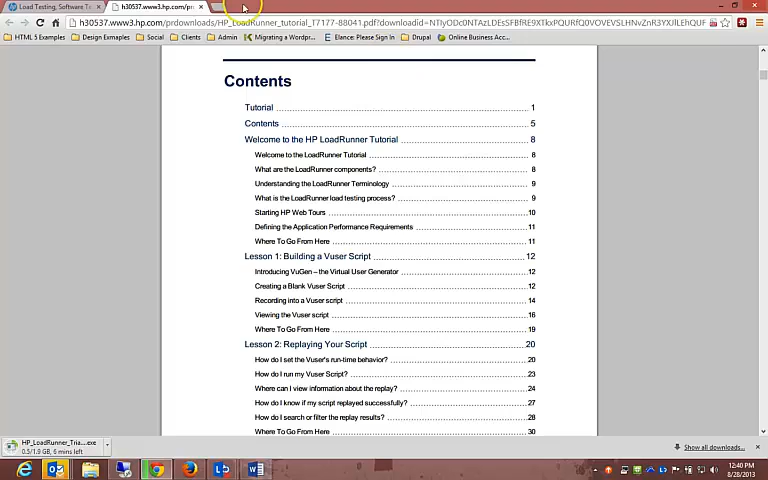 Load Testing, Software T
h30537.www3.hp.com/pr
h30537.www3.hp.com/prdownloads/HP_LoadRunner_tutorial_T7177-88041.pdf?downloadid=
HTML 5 Examples
Design Examples
Social
Clients
Admin
Migrating a Wordpr...
Elance: Please Sign In
Drupal
Online Business Acc...
Contents
Tutorial 1
Contents 5
Welcome to the HP LoadRunner Tutorial 8
Welcome to the LoadRunner Tutorial 8
What are the LoadRunner components? 8
Understanding the LoadRunner Terminology 9
What is the LoadRunner load testing process? 9
Starting HP Web Tours 10
Defining the Application Performance Requirements 11
Where To Go From Here 11
Lesson 1: Building a Vuser Script 12
Introducing VuGen – the Virtual User Generator 12
Creating a Blank Vuser Script 12
Recording into a Vuser script 14
Viewing the Vuser script 16
Where To Go From Here 19
Lesson 2: Replaying Your Script 20
How do I set the Vuser's run-time behavior? 20
How do I run my Vuser Script? 23
Where can I view information about the replay? 24
How do I know if my script replayed successfully? 27
How do I search or filter the replay results? 28
Where To Go From Here 30
HP_LoadRunner_Tria....exe
0.5/1.9 GB, 6 mins left
Show all downloads...
12:40 PM
8/28/2013